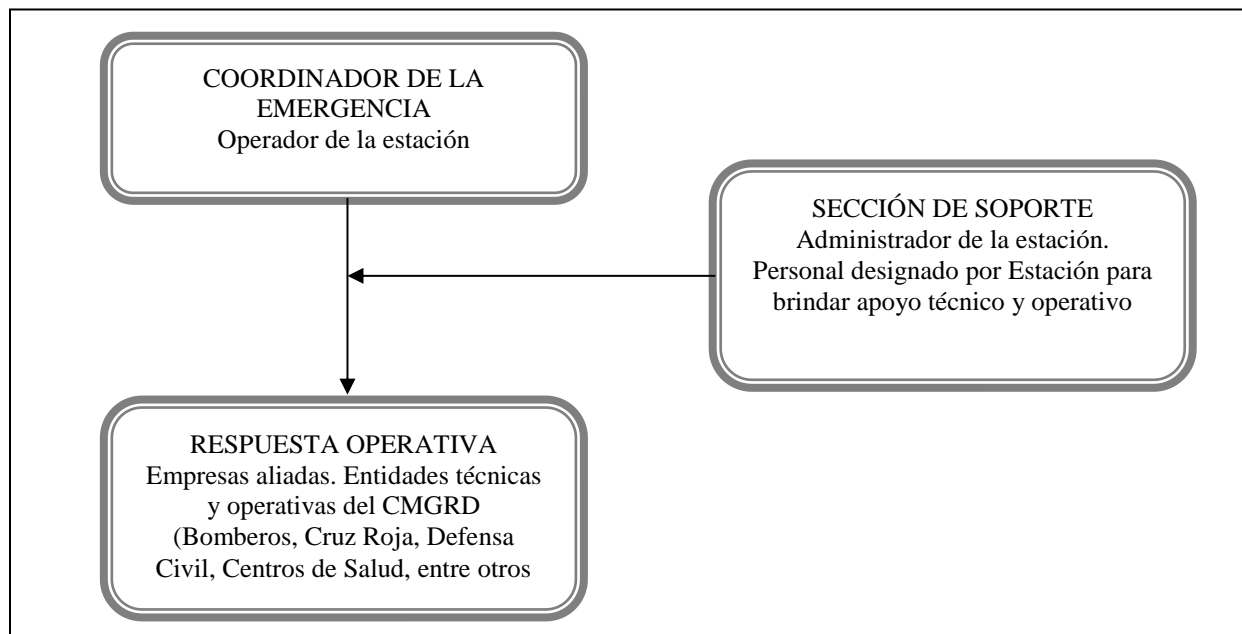 COORDINADOR DE LA
EMERGENCIA
Operador de la estación
SECCIÓN DE SOPORTE
Administrador de la estación.
Personal designado por Estación para
brindar apoyo técnico y operativo
RESPUESTA OPERATIVA
Empresas aliadas. Entidades técnicas
y operativas del CMGRD
(Bomberos, Cruz Roja, Defensa
Civil, Centros de Salud, entre otros